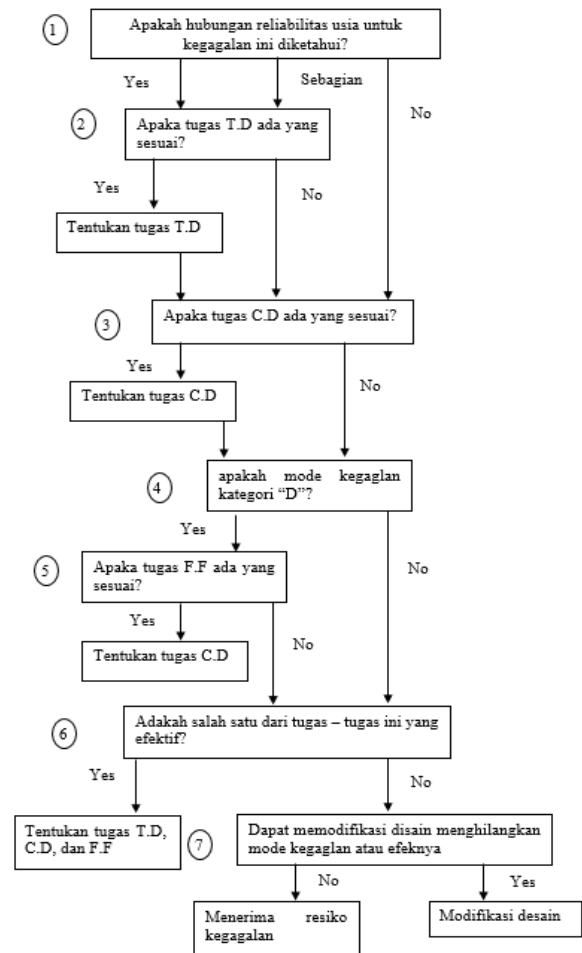 1
Apakah hubungan reliabilitas usia untuk
kegagalan ini diketahui?
Yes
Sebagian
No
2
Apaka tugas T.D ada yang
sesuai?
Yes
No
Tentukan tugas T.D
3
Apaka tugas C.D ada yang sesuai?
Yes
No
Tentukan tugas C.D
4
apakah mode kegaglan
kategori “D”?
Yes
No
5
Apaka tugas F.F ada yang
sesuai?
Yes
No
Tentukan tugas C.D
6
Adakah salah satu dari tugas – tugas ini yang
efektif?
Yes
No
Tentukan tugas T.D,
C.D, dan F.F
7
Dapat memodifikasi disain menghilangkan
mode kegaglan atau efeknya
No
Yes
Menerima resiko
kegagalan
Modifikasi desain